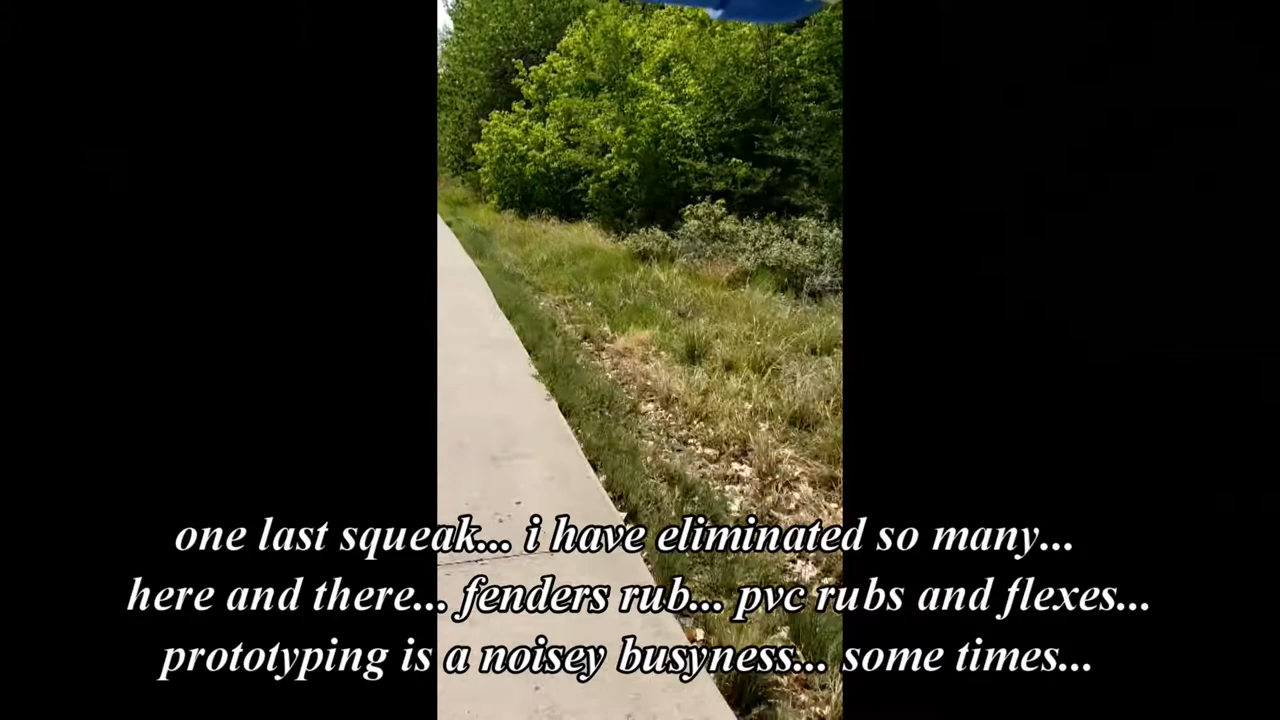 one last squeak... i have eliminated so many...
here and there... fenders rub... pvc rubs and flexes...
prototyping is a noisey busyness... some times...